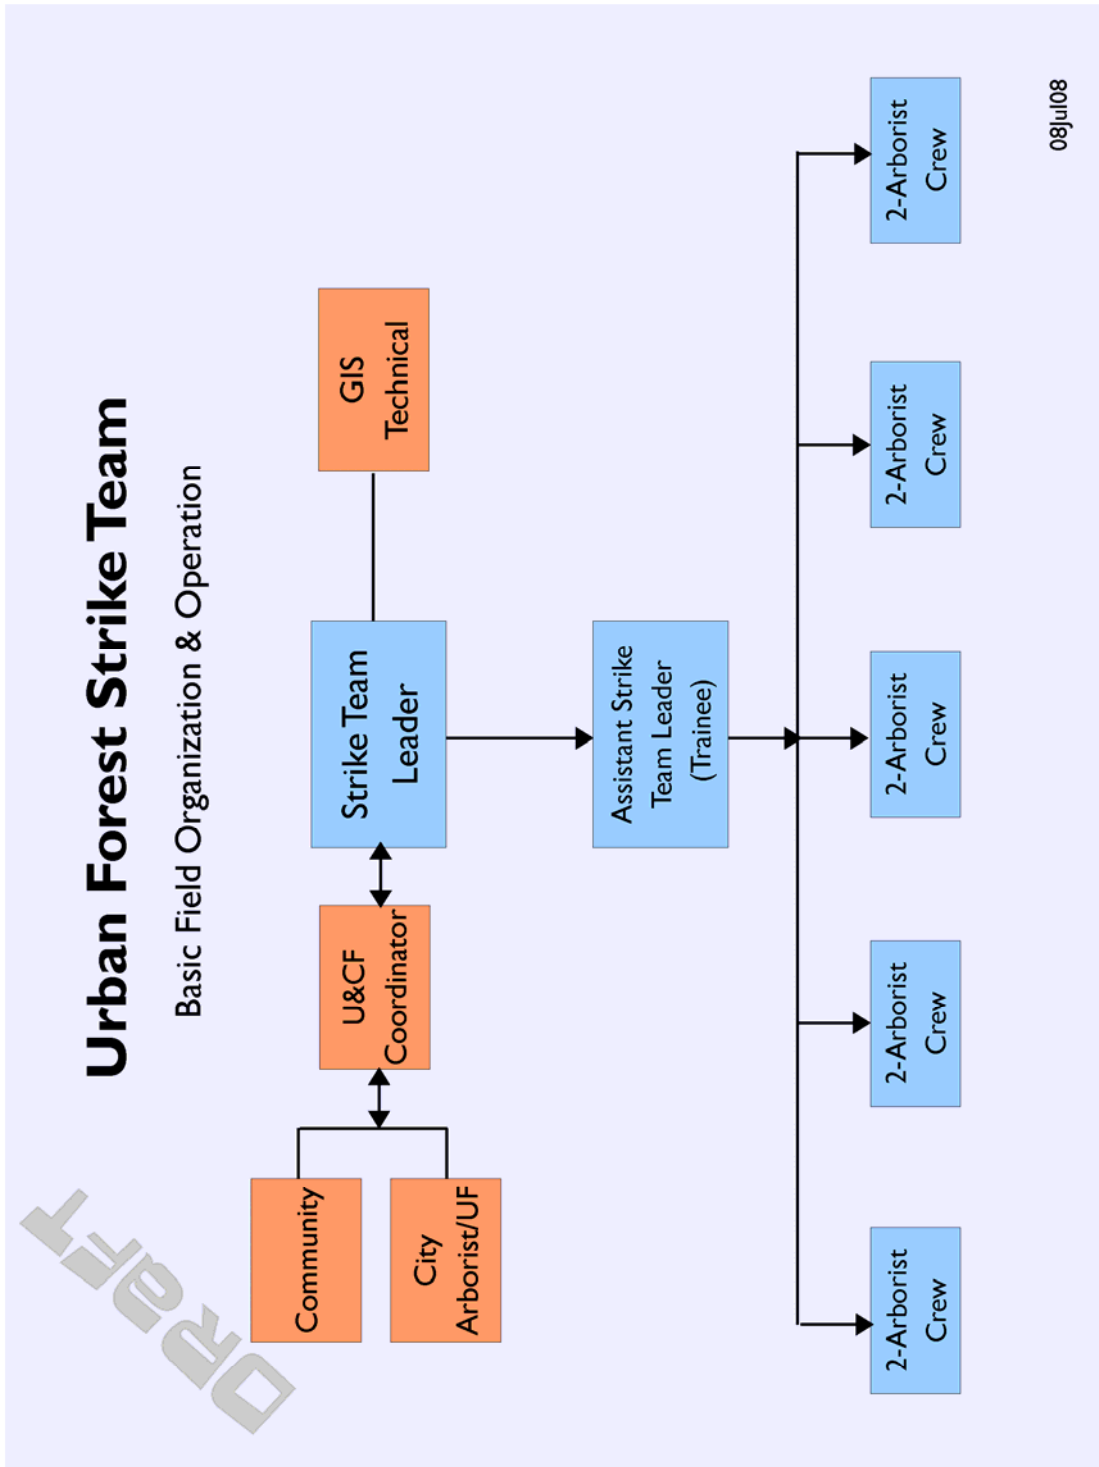 DRaFT
Urban Forest Strike Team
Basic Field Organization & Operation
Community
City
Arborist/UF
U&CF
Coordinator
Strike Team
Leader
GIS
Technical
Assistant Strike
Team Leader
(Trainee)
2-Arborist
Crew
2-Arborist
Crew
2-Arborist
Crew
2-Arborist
Crew
2-Arborist
Crew
08Jul08